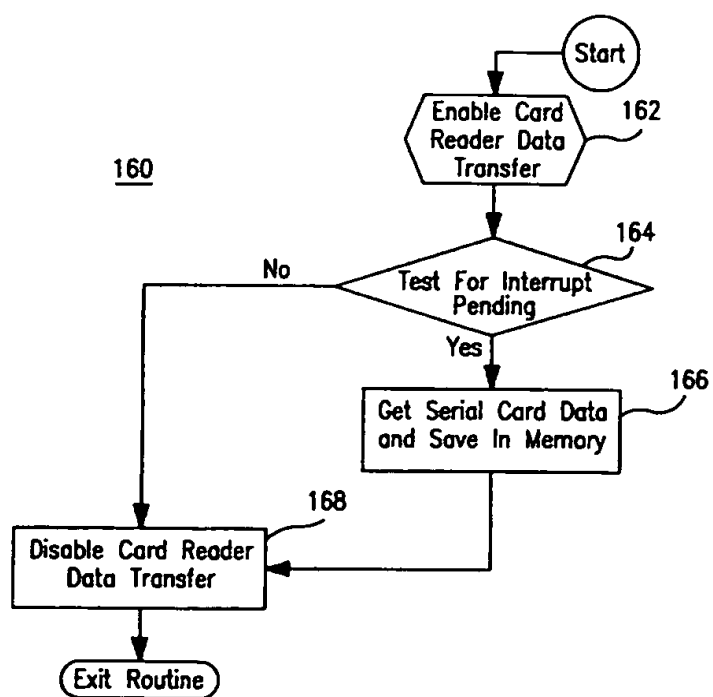 Start
Enable Card
Reader Data
Transfer
162
160
164
Test For Interrupt
Pending
No
Yes
Get Serial Card Data
and Save In Memory
166
168
Disable Card Reader
Data Transfer
Exit Routine